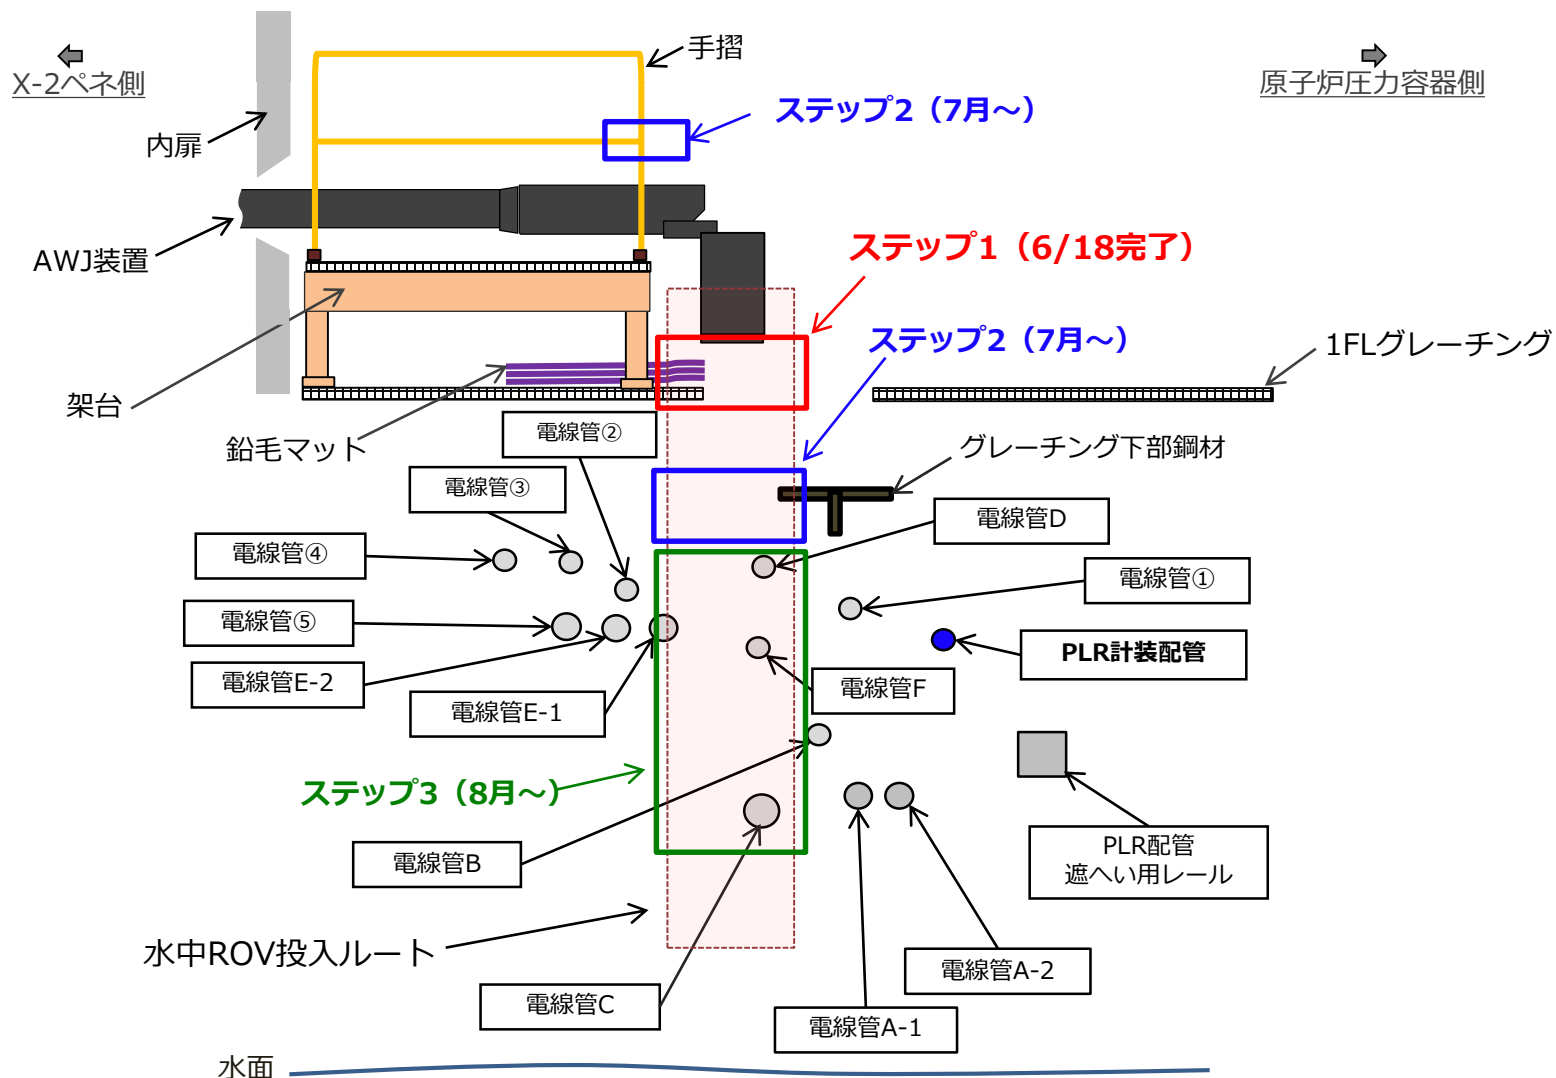 手摺
X-2ペネ側
原子炉圧力容器側
ステップ2（7月～）
内扉
ステップ1（6/18完了）
AWJ装置
ステップ2（7月～）
1FLグレーチング
架台
鉛毛マット
電線管②
グレーチング下部鋼材
電線管③
電線管D
電線管④
電線管①
電線管⑤
PLR計装配管
電線管E-2
電線管F
電線管E-1
ステップ3（8月～）
電線管B
PLR配管
遮へい用レール
水中ROV投入ルート
電線管A-2
電線管C
電線管A-1
水面